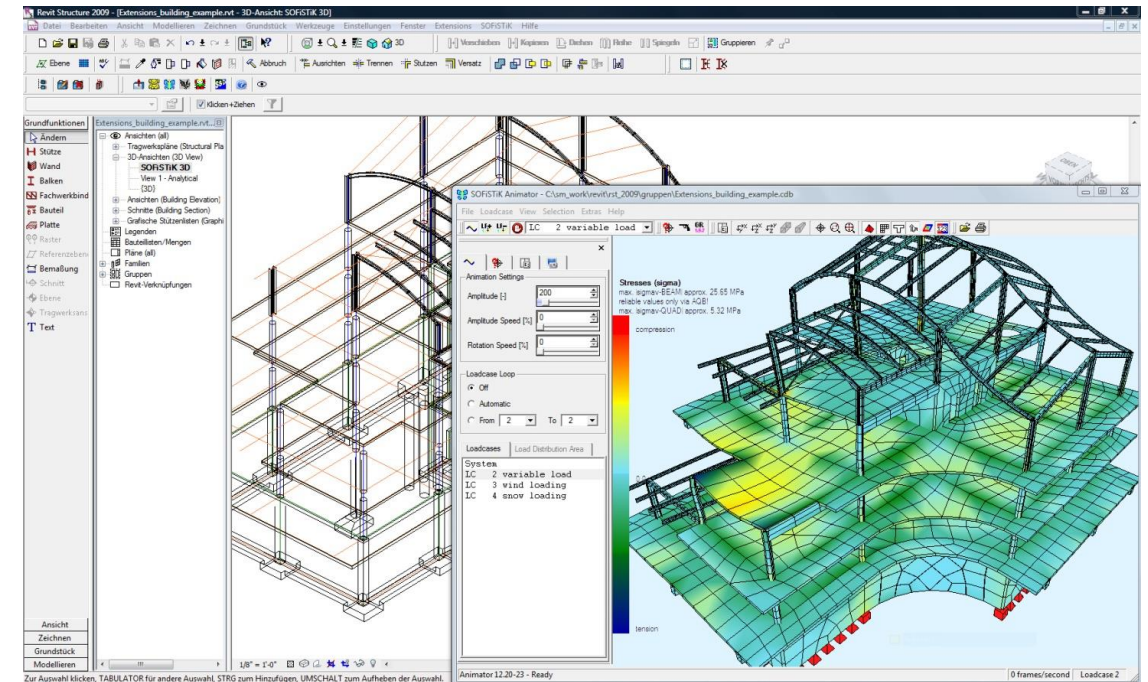 Revit Structure 2009 - [Extensions_building_example.rvt - 3D-Ansicht: SOFiSTiK 3D]
Datei Bearbeiten Ansicht Modellieren Zeichnen Grundstück Werkzeuge Einstellungen Fenster Extensions SOFiSTiK Hilfe
3D Verschieben Kopieren Drehen Reihe Spiegeln Gruppieren
Ebene Abbruch Ausrichten Trennen Stutzen Versatz
Klicken+Ziehen
Grundfunktionen
Ändern
Stütze
Wand
Balken
Fachwerkbind
Bauteil
Platte
Raster
Referenzeben
Bemaßung
Schnitt
Ebene
Tragwerksans
Text
Ansicht
Zeichnen
Grundstück
Modellieren
Extensions_building_example.rvt...
Ansichten (all)
Tragwerkspläne (Structural Pla
3D-Ansichten (3D View)
SOFiSTiK 3D
View 1 - Analytical
{3D}
Ansichten (Building Elevation)
Schnitte (Building Section)
Grafische Stützenlisten (Graphi
Legenden
Bauteillisten/Mengen
Pläne (all)
Familien
Gruppen
Revit-Verknüpfungen
OBEN
1/8" = 1'-0"
Zur Auswahl klicken, TABULATOR für andere Auswahl, STRG zum Hinzufügen, UMSCHALT zum Aufheben der Auswahl.
SOFiSTiK Animator - C:\sm_work\revit\rst_2009\gruppen\Extensions_building_example.cdb
File Loadcase View Selection Extras Help
LC 2 variable load
Animation Settings
Amplitude [-] 200
Amplitude Speed [%] 0
Rotation Speed [%] 0
Loadcase Loop
Off
Automatic
From 2 To 2
Loadcases Load Distribution Area
System
LC 2 variable load
LC 3 wind loading
LC 4 snow loading
Stresses (sigma)
max. sigmav-BEAM approx. 25.65 MPa
reliable values only via AQB!
max. sigmav-QUAD approx. 5.32 MPa
compression
tension
Animator 12.20-23 - Ready
0 frames/second Loadcase 2